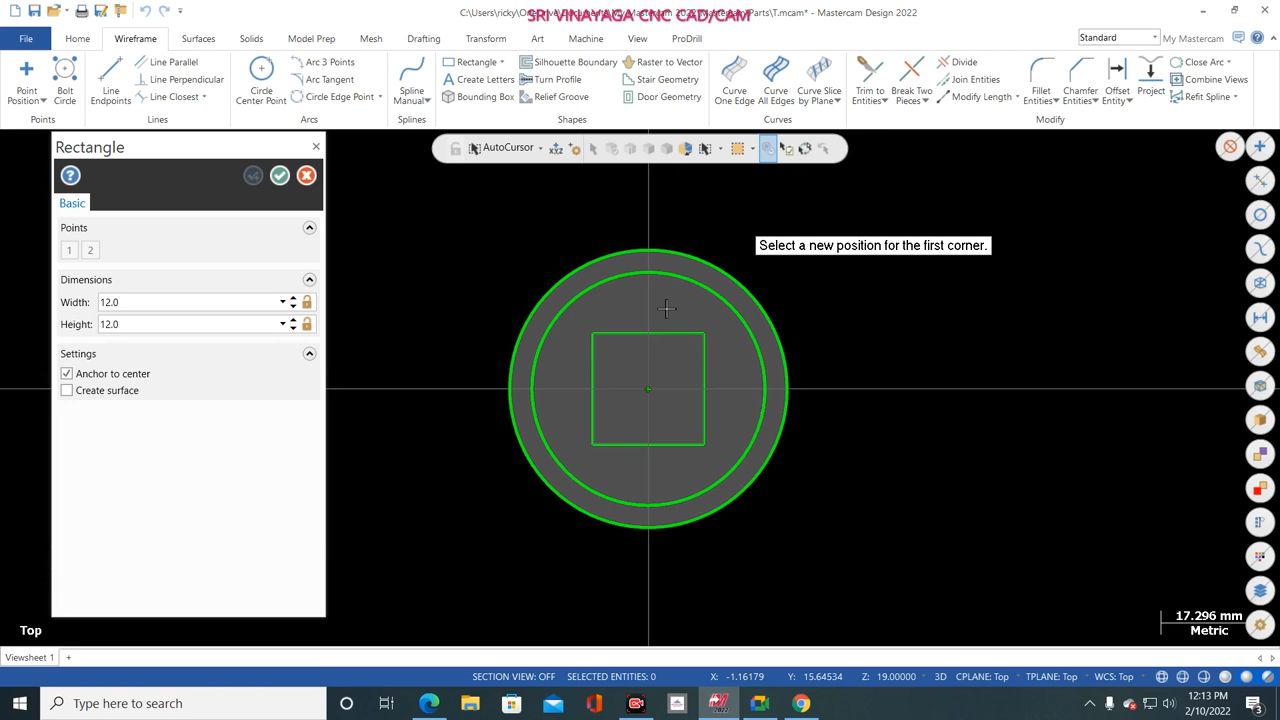 C:\Users\ricky\OneDrive\Documents\My Mastercam 2022\Mastercam\Parts\T.mcam* - Mastercam Design 2022
SRI VINAYAGA CNC CAD/CAM
File Home Wireframe Surfaces Solids Model Prep Mesh Drafting Transform Art Machine View ProDrill Standard My Mastercam
Point Position Bolt Circle
Points
Line Endpoints Line Parallel Line Perpendicular Line Closest
Lines
Circle Center Point Arc 3 Points Arc Tangent Circle Edge Point
Arcs
Spline Manual
Splines
Rectangle Silhouette Boundary Raster to Vector
Create Letters Turn Profile Stair Geometry
Bounding Box Relief Groove Door Geometry
Shapes
Curve One Edge Curve All Edges Curve Slice by Plane
Curves
Trim to Entities Break Two Pieces Divide Join Entities Modify Length Fillet Entities Chamfer Entities Offset Entity Project Close Arc Combine Views Refit Spline
Modify
Rectangle
AutoCursor
Basic
Points
1 2
Dimensions
Width: 12.0
Height: 12.0
Settings
Anchor to center
Create surface
Select a new position for the first corner.
Top
17.296 mm
Metric
Viewsheet 1 +
SECTION VIEW: OFF SELECTED ENTITIES: 0 X: -1.16179 Y: 15.64534 Z: 19.00000 3D CPLANE: Top TPLANE: Top WCS: Top
Type here to search
12:13 PM
2/10/2022
3